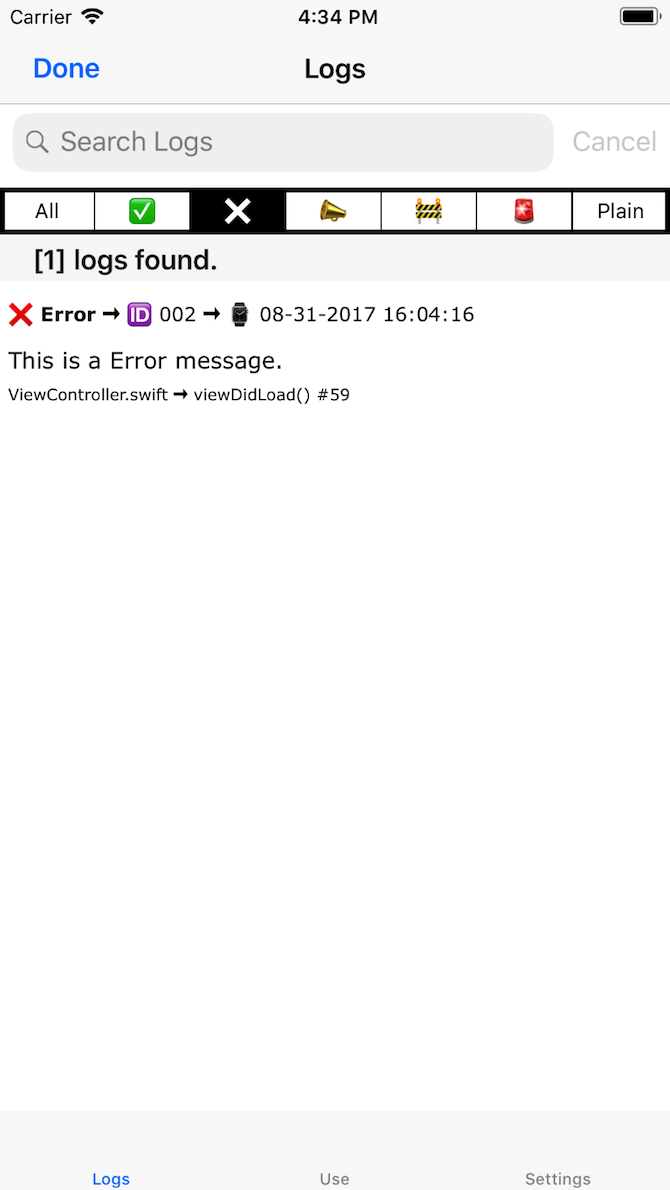 Carrier 4:34 PM
Done Logs
Search Logs Cancel
All ✅ ✕ 📣 🚧 🚨 Plain
[1] logs found.
❌ Error ➞ 🆔 002 ➞ ⌚ 08-31-2017 16:04:16
This is a Error message.
ViewController.swift ➞ viewDidLoad() #59
Logs Use Settings